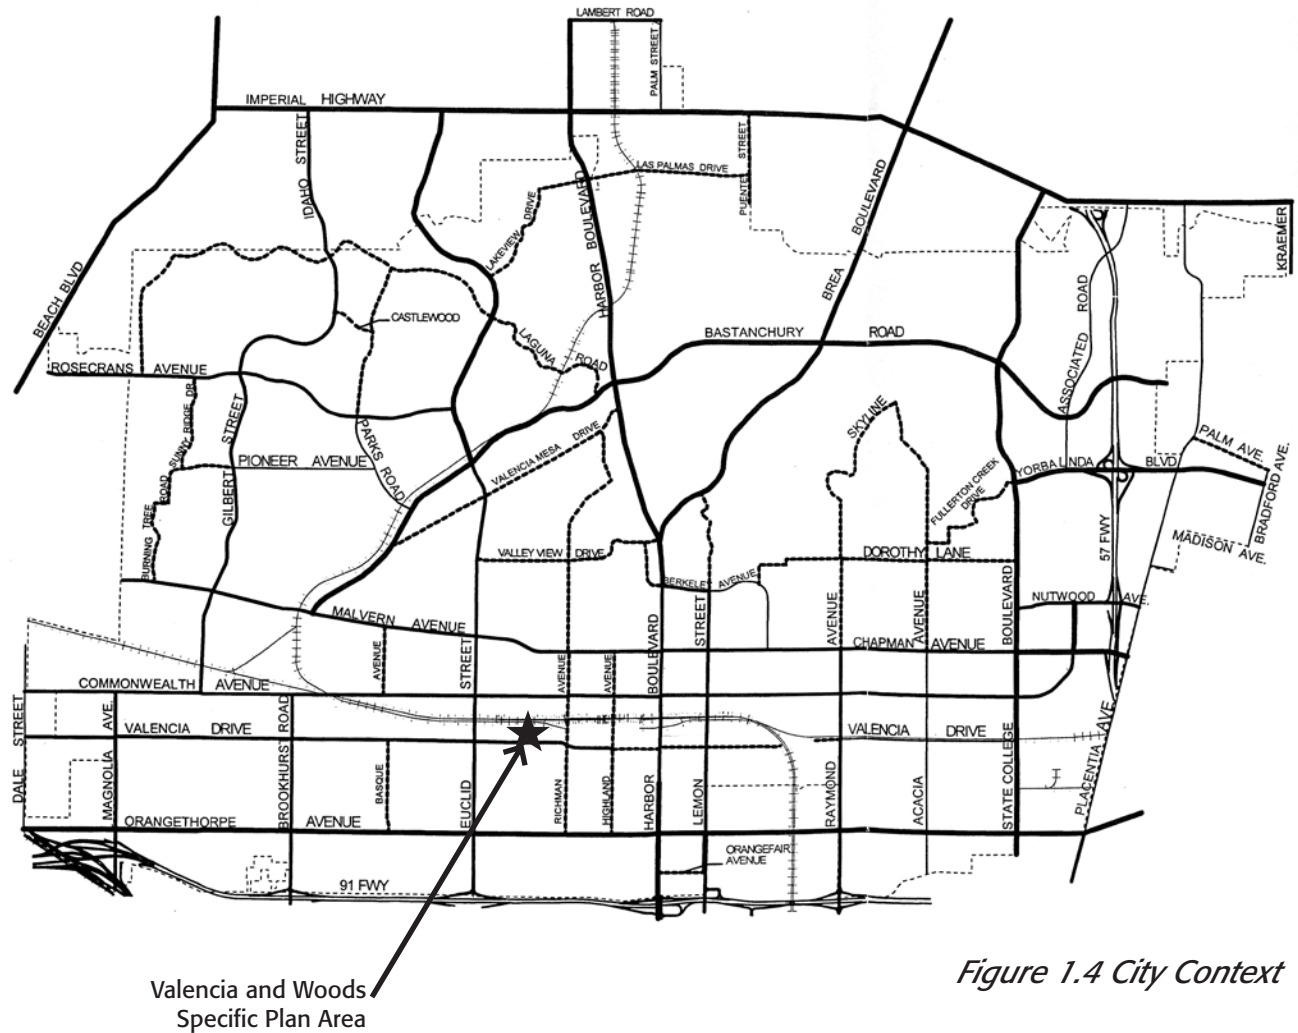 LAMBERT ROAD
PALM STREET
IMPERIAL HIGHWAY
IDAHO STREET
LAS PALMAS DRIVE
PUENTE STREET
BREA BOULEVARD
KRAEMER
BEACH BLVD
LAKEVIEW DRIVE
HARBOR BOULEVARD
CASTLEWOOD
LAGUNA ROAD
BASTANCHURY ROAD
ASSOCIATED ROAD
ROSECRANS AVENUE
SUNNY RIDGE DR.
GILBERT STREET
PARKS ROAD
PIONEER AVENUE
VALENCIA MESA DRIVE
SKYLINE
FULLERTON CREEK
DRIVE
YORBA LINDA BLVD
PALM AVE.
BRADFORD AVE.
MADISON AVE.
BURNING TREE ROAD
57 FWY
VALLEY VIEW DRIVE
DOROTHY LANE
BERKELEY AVENUE
NUTWOOD AVE.
MALVERN AVENUE
CHAPMAN AVENUE
COMMONWEALTH AVENUE
VALENCIA DRIVE
VALENCIA DRIVE
DALE STREET
MAGNOLIA AVE.
BROOKHURST ROAD
BASQUE AVENUE
EUCLID STREET
RICHMAN AVENUE
HIGHLAND AVENUE
HARBOR BOULEVARD
LEMON STREET
RAYMOND AVENUE
ACACIA AVENUE
STATE COLLEGE BOULEVARD
PLACENTIA AVE
ORANGETHORPE AVENUE
ORANGEFAIR
AVENUE
91 FWY
Valencia and Woods
Specific Plan Area
Figure 1.4 City Context